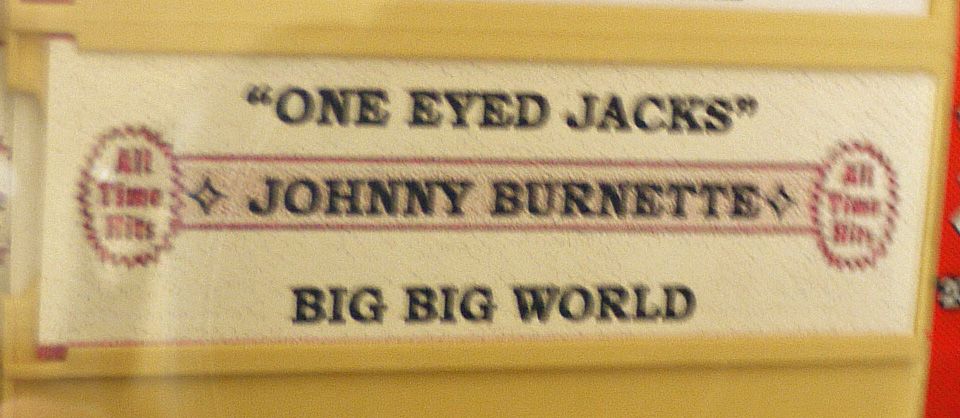 "ONE EYED JACKS"
All
Time
Hits
✧ JOHNNY BURNETTE ✧
All
Time
Hits
BIG BIG WORLD